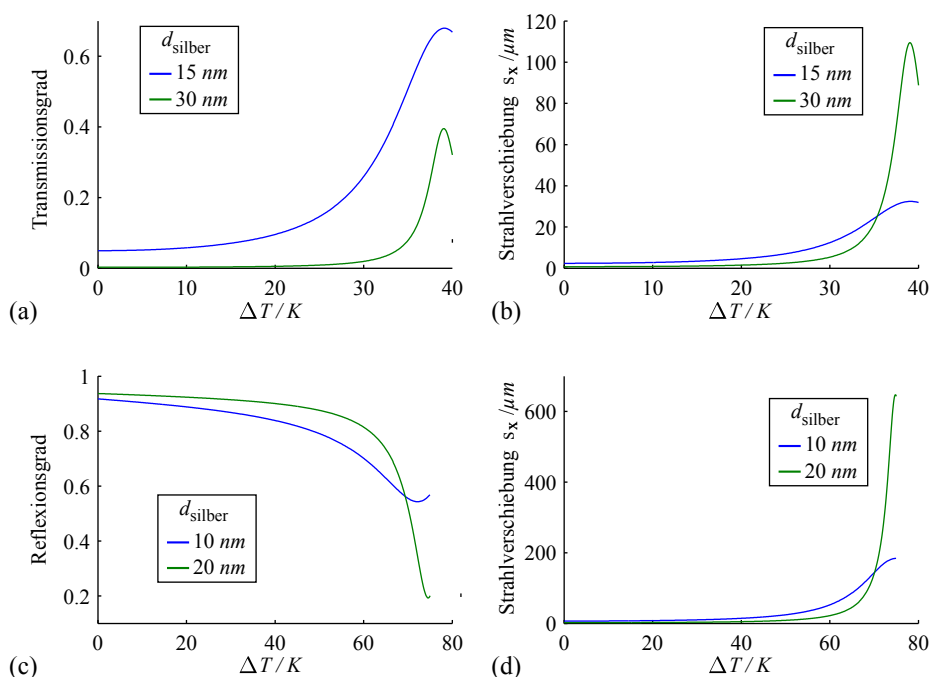 (a)
Transmissionsgrad
0.6
0.4
0.2
0
d_silber
15 nm
30 nm
0 10 20 30 40
ΔT / K
(b)
Strahlverschiebung s_x /µm
120
100
80
60
40
20
0
d_silber
15 nm
30 nm
0 20 40 60 80
ΔT / K
(c)
Reflexionsgrad
1
0.8
0.6
0.4
0.2
d_silber
10 nm
20 nm
0 20 40 60 80
ΔT / K
(d)
Strahlverschiebung s_x /µm
600
400
200
0
d_silber
10 nm
20 nm
0 20 40 60 80
ΔT / K